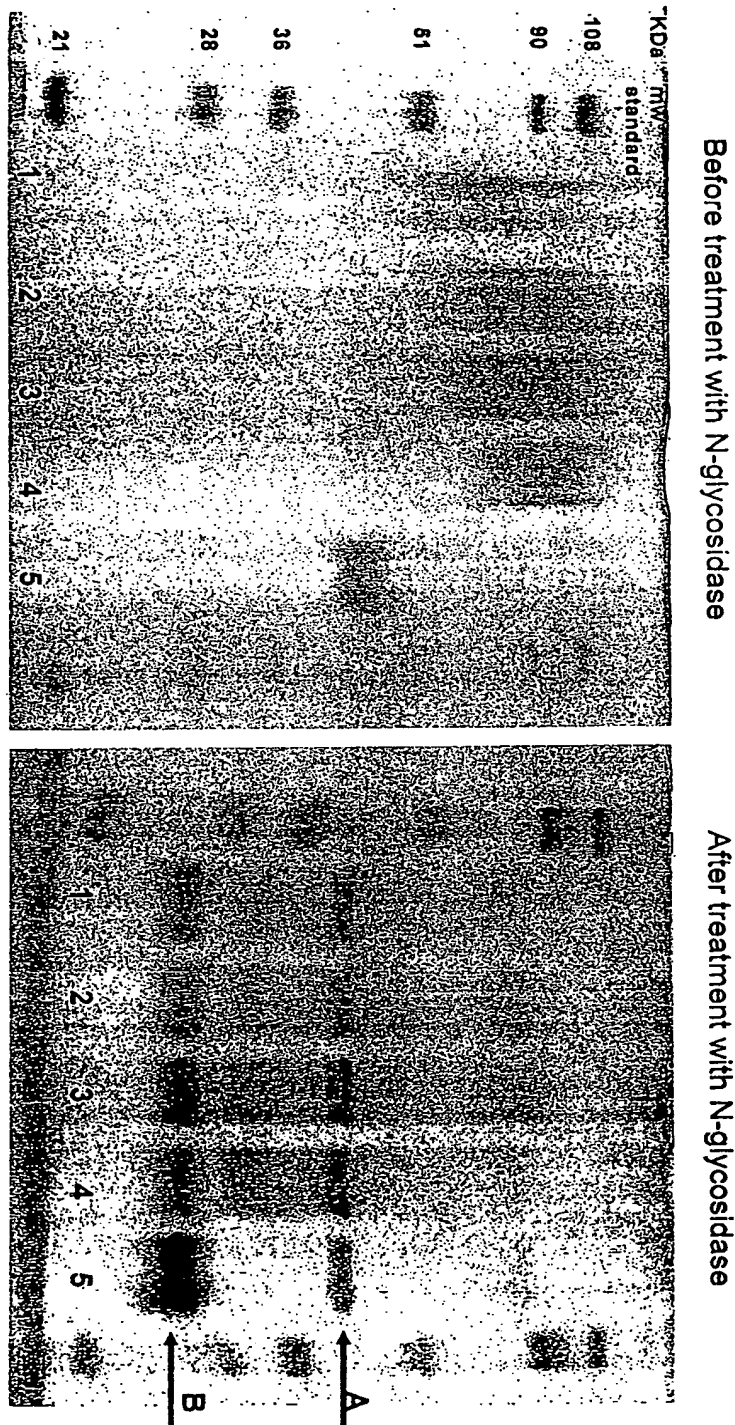 Before treatment with N-glycosidase
KDa
mW
standard
108
90
51
36
28
21
1
2
3
4
5
After treatment with N-glycosidase
1
2
3
4
5
A
B